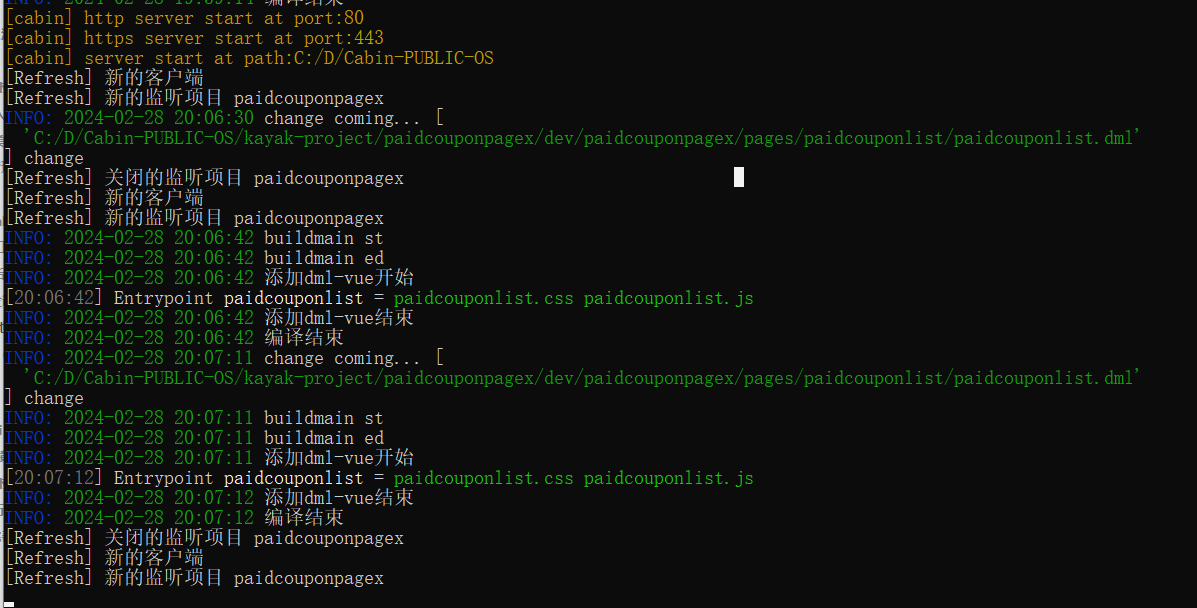 INFO: 2024-02-28 19:59:14 编译结束
[cabin] http server start at port:80
[cabin] https server start at port:443
[cabin] server start at path:C:/D/Cabin-PUBLIC-OS
[Refresh] 新的客户端
[Refresh] 新的监听项目 paidcouponpagex
INFO: 2024-02-28 20:06:30 change coming... [
'C:/D/Cabin-PUBLIC-OS/kayak-project/paidcouponpagex/dev/paidcouponpagex/pages/paidcouponlist/paidcouponlist.dml'
] change
[Refresh] 关闭的监听项目 paidcouponpagex
[Refresh] 新的客户端
[Refresh] 新的监听项目 paidcouponpagex
INFO: 2024-02-28 20:06:42 buildmain st
INFO: 2024-02-28 20:06:42 buildmain ed
INFO: 2024-02-28 20:06:42 添加dml-vue开始
[20:06:42] Entrypoint paidcouponlist = paidcouponlist.css paidcouponlist.js
INFO: 2024-02-28 20:06:42 添加dml-vue结束
INFO: 2024-02-28 20:06:42 编译结束
INFO: 2024-02-28 20:07:11 change coming... [
'C:/D/Cabin-PUBLIC-OS/kayak-project/paidcouponpagex/dev/paidcouponpagex/pages/paidcouponlist/paidcouponlist.dml'
] change
INFO: 2024-02-28 20:07:11 buildmain st
INFO: 2024-02-28 20:07:11 buildmain ed
INFO: 2024-02-28 20:07:11 添加dml-vue开始
[20:07:12] Entrypoint paidcouponlist = paidcouponlist.css paidcouponlist.js
INFO: 2024-02-28 20:07:12 添加dml-vue结束
INFO: 2024-02-28 20:07:12 编译结束
[Refresh] 关闭的监听项目 paidcouponpagex
[Refresh] 新的客户端
[Refresh] 新的监听项目 paidcouponpagex